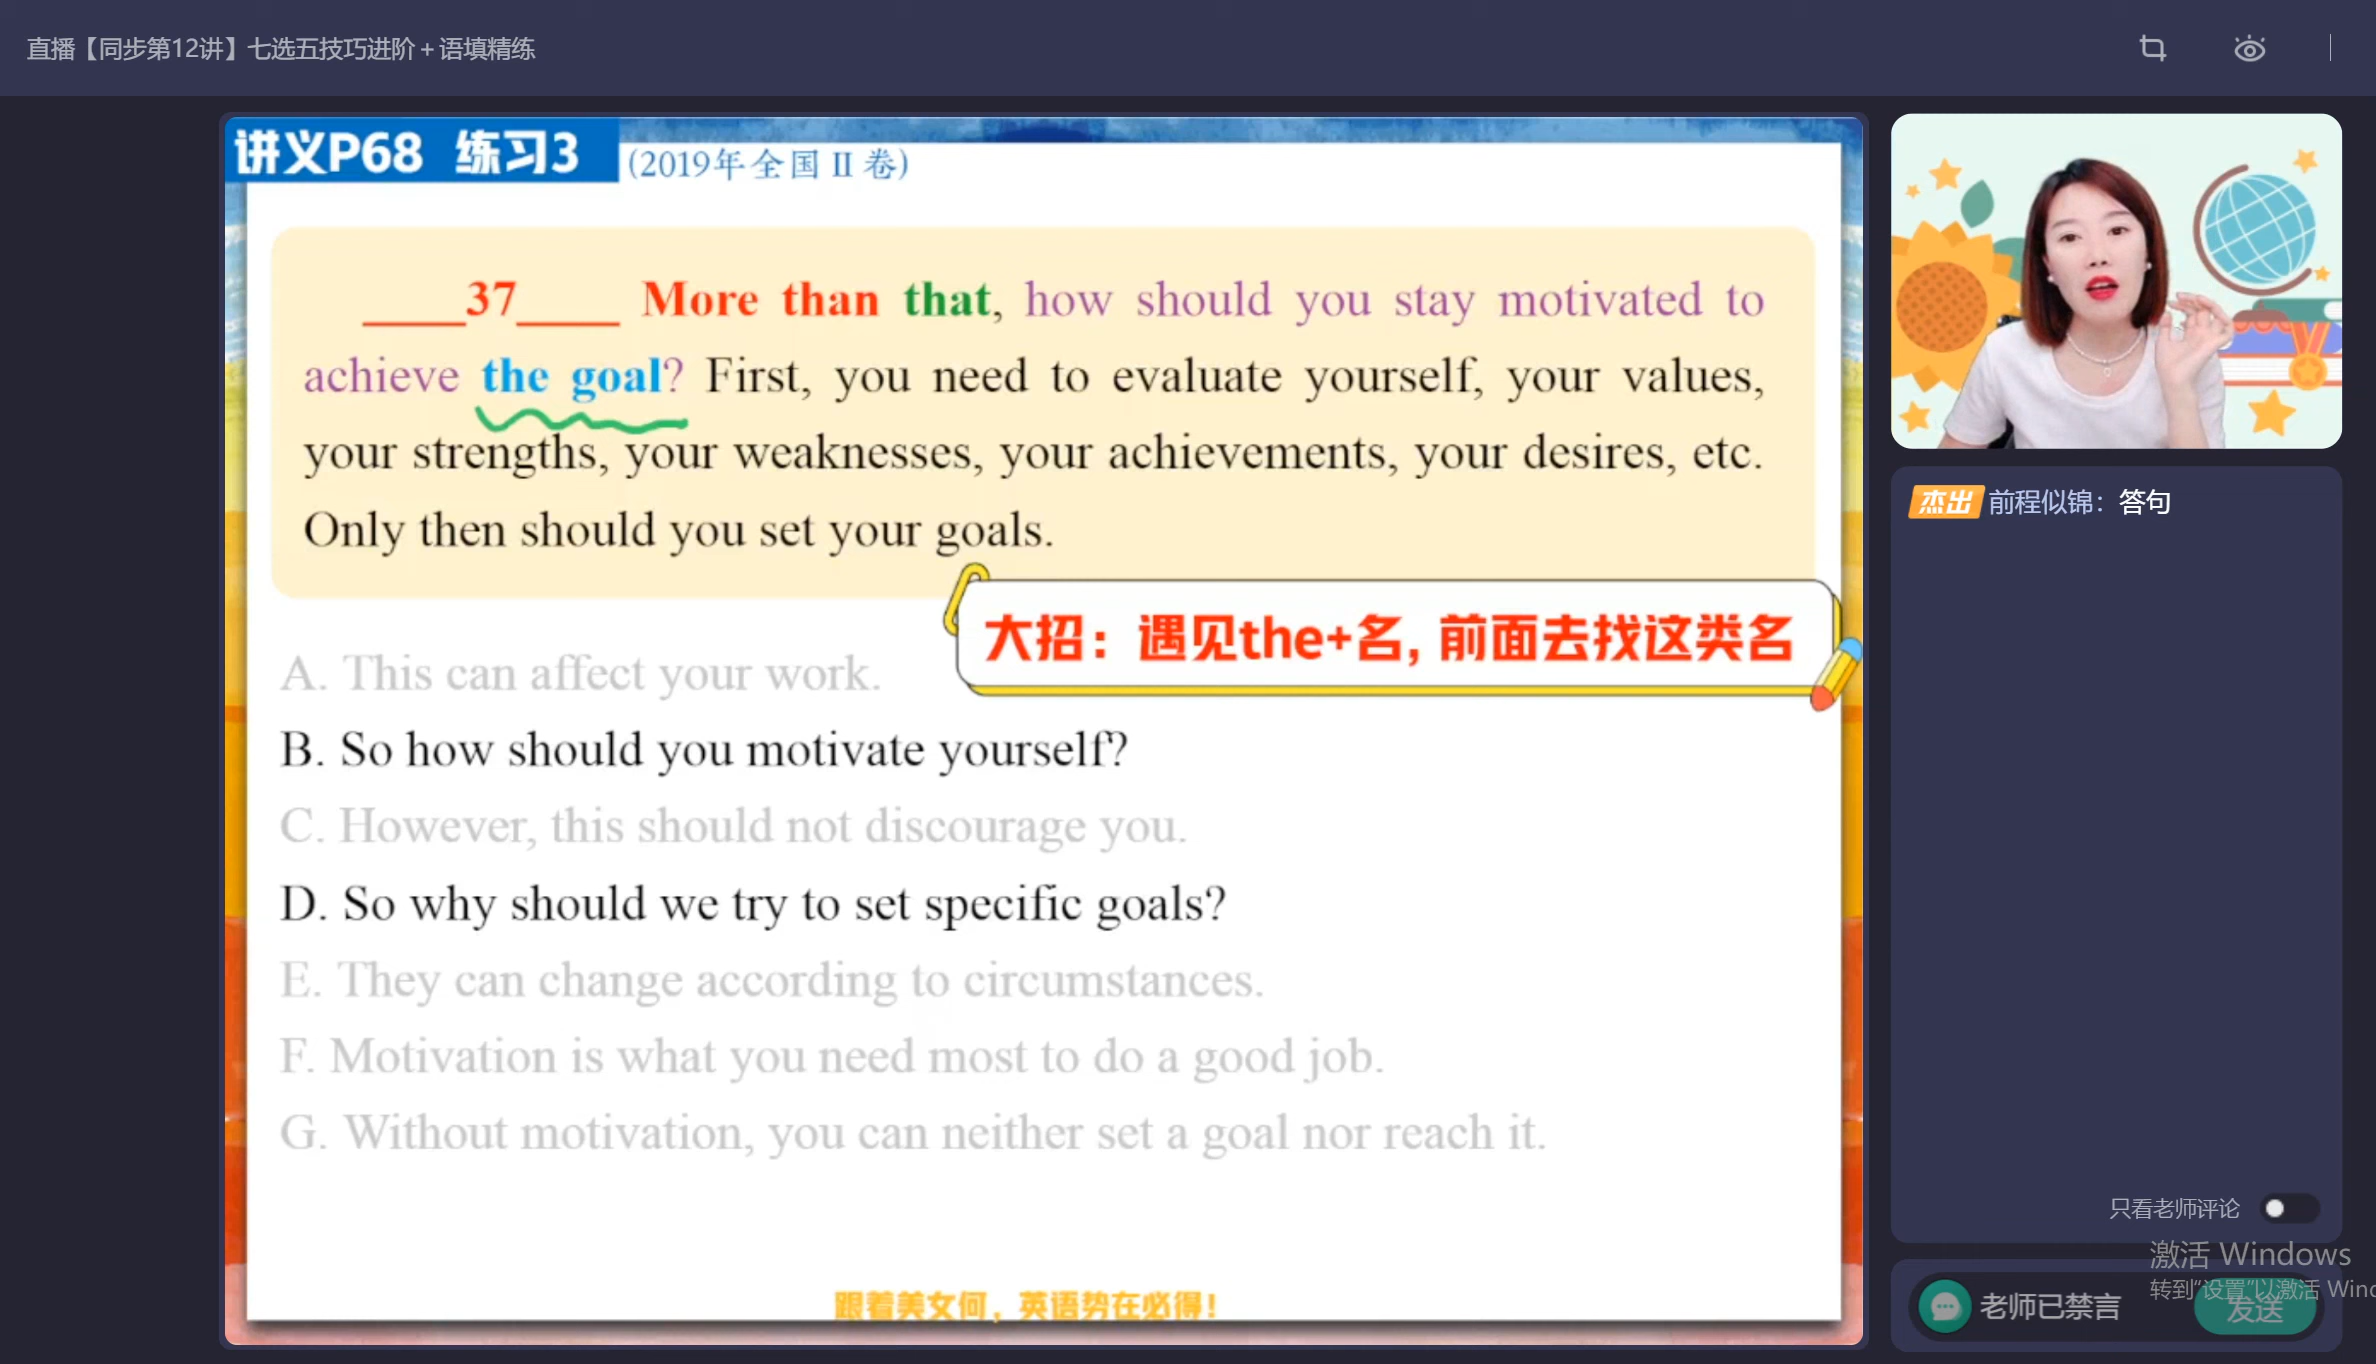 直播【同步第12讲】七选五技巧进阶+语填精练
讲义P68 练习3 (2019年全国Ⅱ卷)
____37____ More than that, how should you stay motivated to
achieve the goal? First, you need to evaluate yourself, your values,
your strengths, your weaknesses, your achievements, your desires, etc.
Only then should you set your goals.
大招：遇见the+名, 前面去找这类名
A. This can affect your work.
B. So how should you motivate yourself?
C. However, this should not discourage you.
D. So why should we try to set specific goals?
E. They can change according to circumstances.
F. Motivation is what you need most to do a good job.
G. Without motivation, you can neither set a goal nor reach it.
跟着美女何，英语势在必得！
杰出 前程似锦：答句
只看老师评论
激活 Windows
转到“设置”以激活 Winc
老师已禁言
发送